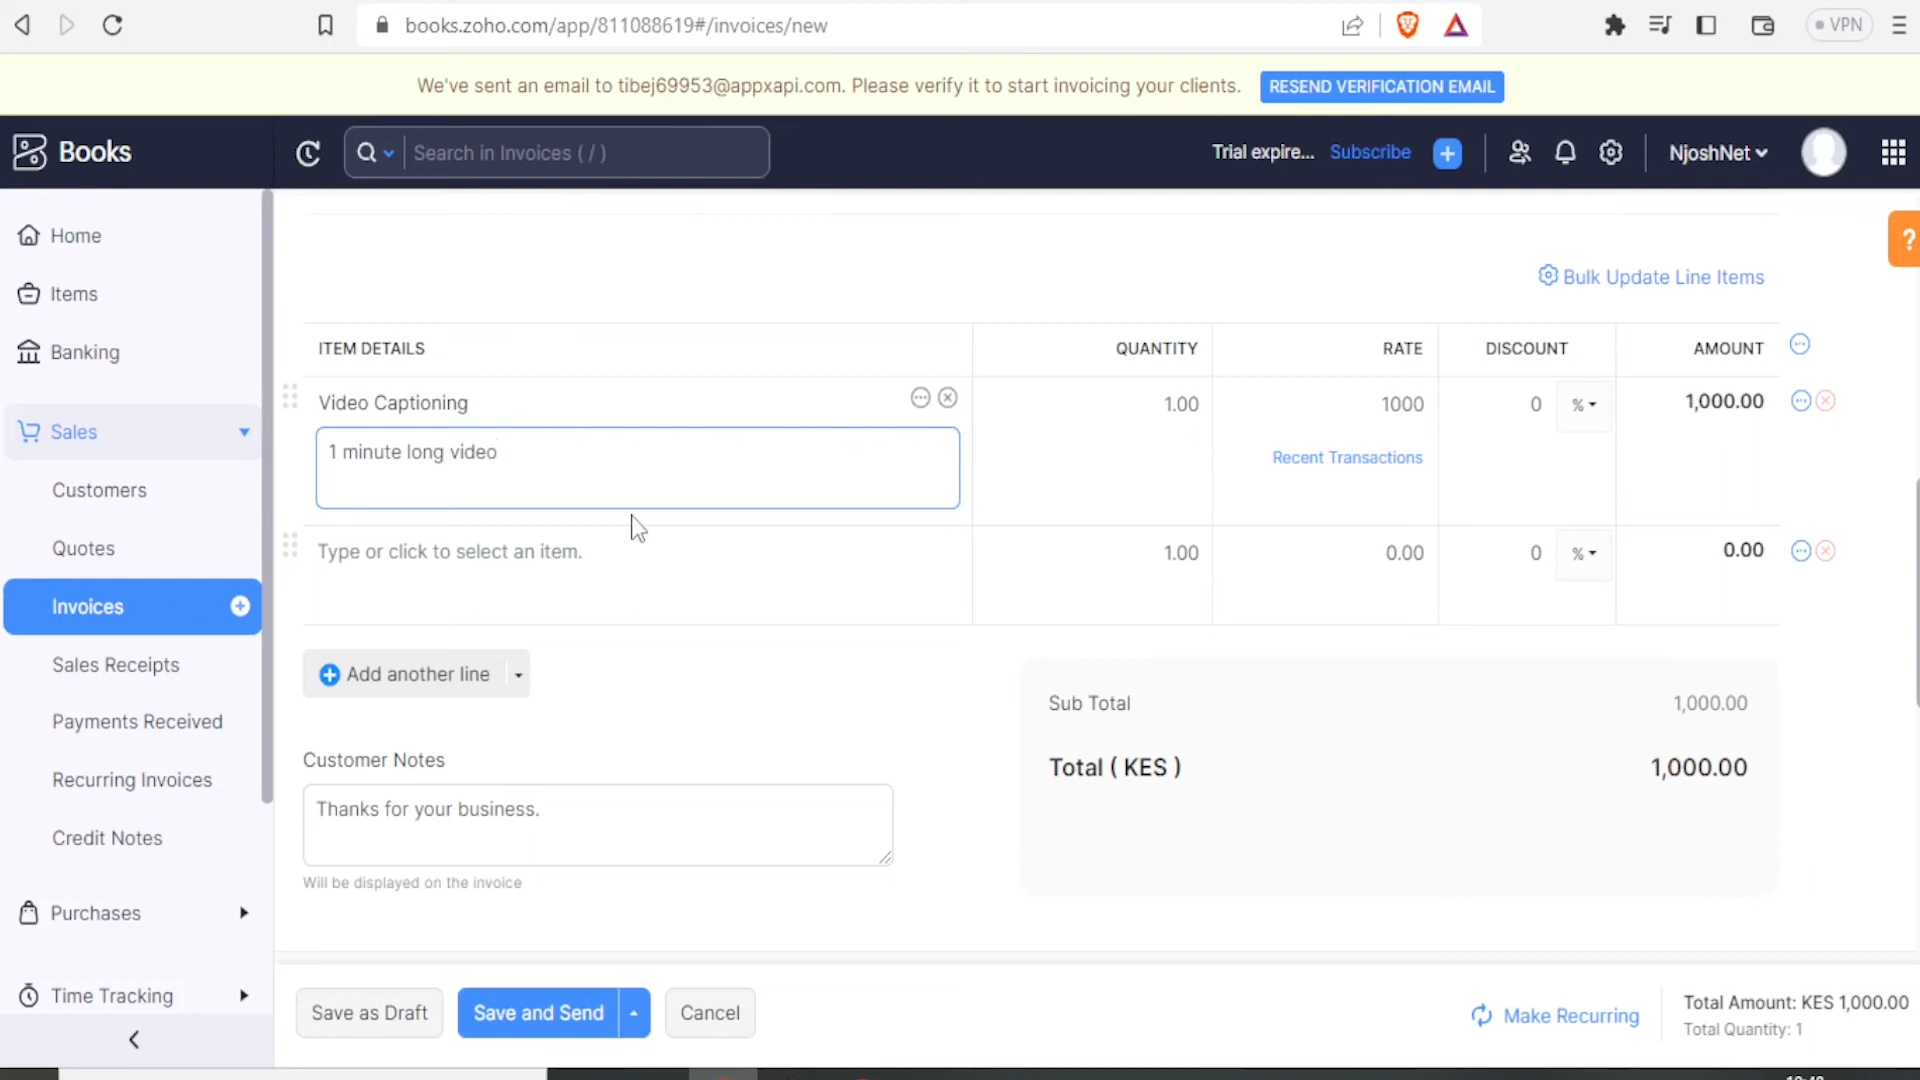 books.zoho.com/app/811088619#/invoices/new
VPN
We've sent an email to tibej69953@appxapi.com. Please verify it to start invoicing your clients.
RESEND VERIFICATION EMAIL
Books
Search in Invoices ( / )
Trial expire...
Subscribe
NjoshNet
Home
Items
Banking
Sales
Customers
Quotes
Invoices
Sales Receipts
Payments Received
Recurring Invoices
Credit Notes
Purchases
Time Tracking
?
Bulk Update Line Items
ITEM DETAILS QUANTITY RATE DISCOUNT AMOUNT
Video Captioning 1.00 1000 0 % 1,000.00
1 minute long video
Recent Transactions
Type or click to select an item. 1.00 0.00 0 % 0.00
Add another line
Sub Total 1,000.00
Total ( KES ) 1,000.00
Customer Notes
Thanks for your business.
Will be displayed on the invoice
Save as Draft
Save and Send
Cancel
Make Recurring
Total Amount: KES 1,000.00
Total Quantity: 1